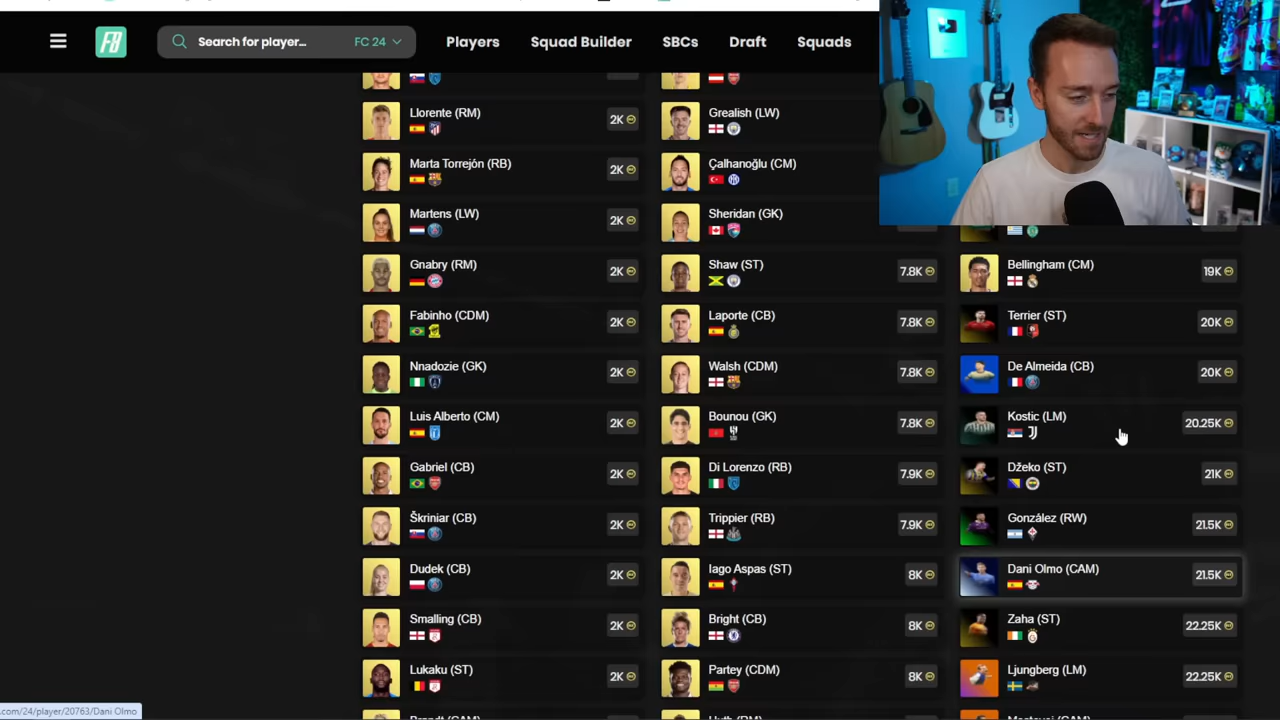 FB
Search for player...
FC 24
Players
Squad Builder
SBCs
Draft
Squads
Llorente (RM)
2K
Marta Torrejón (RB)
2K
Martens (LW)
2K
Gnabry (RM)
2K
Fabinho (CDM)
2K
Nnadozie (GK)
2K
Luis Alberto (CM)
2K
Gabriel (CB)
2K
Škriniar (CB)
2K
Dudek (CB)
2K
Smalling (CB)
2K
Lukaku (ST)
2K
Grealish (LW)
Çalhanoğlu (CM)
Sheridan (GK)
Shaw (ST)
7.8K
Laporte (CB)
7.8K
Walsh (CDM)
7.8K
Bounou (GK)
7.8K
Di Lorenzo (RB)
7.9K
Trippier (RB)
7.9K
Iago Aspas (ST)
8K
Bright (CB)
8K
Partey (CDM)
8K
Bellingham (CM)
19K
Terrier (ST)
20K
De Almeida (CB)
20K
Kostic (LM)
20.25K
Džeko (ST)
21K
González (RW)
21.5K
Dani Olmo (CAM)
21.5K
Zaha (ST)
22.25K
Ljungberg (LM)
22.25K
.com/24/player/20763/Dani Olmo